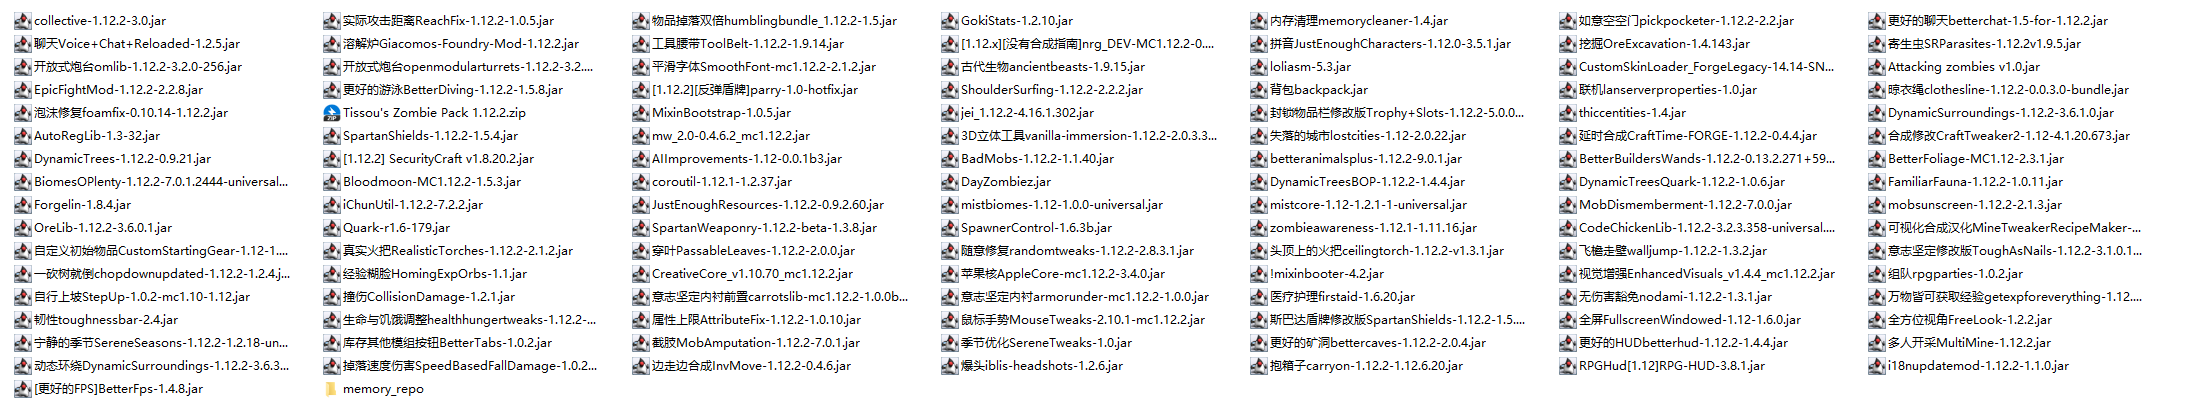 collective-1.12.2-3.0.jar 实际攻击距离ReachFix-1.12.2-1.0.5.jar 物品掉落双倍humblingbundle_1.12.2-1.5.jar GokiStats-1.2.10.jar 内存清理memorycleaner-1.4.jar 如意空空门pickpocketer-1.12.2-2.2.jar 更好的聊天betterchat-1.5-for-1.12.2.jar
聊天Voice+Chat+Reloaded-1.2.5.jar 溶解炉Giacomos-Foundry-Mod-1.12.2.jar 工具腰带ToolBelt-1.12.2-1.9.14.jar [1.12.x][没有合成指南]nrg_DEV-MC1.12.2-0.... 拼音JustEnoughCharacters-1.12.0-3.5.1.jar 挖掘OreExcavation-1.4.143.jar 寄生虫SRParasites-1.12.2v1.9.5.jar
开放式炮台omlib-1.12.2-3.2.0-256.jar 开放式炮台openmodularturrets-1.12.2-3.2.... 平滑字体SmoothFont-mc1.12.2-2.1.2.jar 古代生物ancientbeasts-1.9.15.jar loliasm-5.3.jar CustomSkinLoader_ForgeLegacy-14.14-SN... Attacking zombies v1.0.jar
EpicFightMod-1.12.2-2.2.8.jar 更好的游泳BetterDiving-1.12.2-1.5.8.jar [1.12.2][反弹盾牌]parry-1.0-hotfix.jar ShoulderSurfing-1.12.2-2.2.2.jar 背包backpack.jar 联机lanserverproperties-1.0.jar 晾衣绳clothesline-1.12.2-0.0.3.0-bundle.jar
泡沫修复foamfix-0.10.14-1.12.2.jar Tissou's Zombie Pack 1.12.2.zip MixinBootstrap-1.0.5.jar jei_1.12.2-4.16.1.302.jar 封锁物品栏修改版Trophy+Slots-1.12.2-5.0.0... thiccentities-1.4.jar DynamicSurroundings-1.12.2-3.6.1.0.jar
AutoRegLib-1.3-32.jar SpartanShields-1.12.2-1.5.4.jar mw_2.0-0.4.6.2_mc1.12.2.jar 3D立体工具vanilla-immersion-1.12.2-2.0.3.3... 失落的城市lostcities-1.12-2.0.22.jar 延时合成CraftTime-FORGE-1.12.2-0.4.4.jar 合成修改CraftTweaker2-1.12-4.1.20.673.jar
DynamicTrees-1.12.2-0.9.21.jar [1.12.2] SecurityCraft v1.8.20.2.jar AIImprovements-1.12-0.0.1b3.jar BadMobs-1.12.2-1.1.40.jar betteranimalsplus-1.12.2-9.0.1.jar BetterBuildersWands-1.12.2-0.13.2.271+59... BetterFoliage-MC1.12-2.3.1.jar
BiomesOPlenty-1.12.2-7.0.1.2444-universal... Bloodmoon-MC1.12.2-1.5.3.jar coroutil-1.12.1-1.2.37.jar DayZombiez.jar DynamicTreesBOP-1.12.2-1.4.4.jar DynamicTreesQuark-1.12.2-1.0.6.jar FamiliarFauna-1.12.2-1.0.11.jar
Forgelin-1.8.4.jar iChunUtil-1.12.2-7.2.2.jar JustEnoughResources-1.12.2-0.9.2.60.jar mistbiomes-1.12-1.0.0-universal.jar mistcore-1.12-1.2.1-1-universal.jar MobDismemberment-1.12.2-7.0.0.jar mobsunscreen-1.12.2-2.1.3.jar
OreLib-1.12.2-3.6.0.1.jar Quark-r1.6-179.jar SpartanWeaponry-1.12.2-beta-1.3.8.jar SpawnerControl-1.6.3b.jar zombieawareness-1.12.1-1.11.16.jar CodeChickenLib-1.12.2-3.2.3.358-universal.... 可视化合成汉化MineTweakerRecipeMaker-...
自定义初始物品CustomStartingGear-1.12-1.... 真实火把RealisticTorches-1.12.2-2.1.2.jar 穿叶PassableLeaves-1.12.2-2.0.0.jar 随意修复randomtweaks-1.12.2-2.8.3.1.jar 头顶上的火把ceilingtorch-1.12.2-v1.3.1.jar 飞檐走壁walljump-1.12.2-1.3.2.jar 意志坚定修改版ToughAsNails-1.12.2-3.1.0.1...
一砍树就倒chopdownupdated-1.12.2-1.2.4.j... 经验糊脸HomingExpOrbs-1.1.jar CreativeCore_v1.10.70_mc1.12.2.jar 苹果核AppleCore-mc1.12.2-3.4.0.jar !mixinbooter-4.2.jar 视觉增强EnhancedVisuals_v1.4.4_mc1.12.2.jar 组队rpgparties-1.0.2.jar
自行上坡StepUp-1.0.2-mc1.10-1.12.jar 撞伤CollisionDamage-1.2.1.jar 意志坚定内衬前置carrotslib-mc1.12.2-1.0.0b... 意志坚定内衬armorunder-mc1.12.2-1.0.0.jar 医疗护理firstaid-1.6.20.jar 无伤害豁免nodami-1.12.2-1.3.1.jar 万物皆可获取经验getexpforeverything-1.12....
韧性toughnessbar-2.4.jar 生命与饥饿调整healthhungertweaks-1.12.2-... 属性上限AttributeFix-1.12.2-1.0.10.jar 鼠标手势MouseTweaks-2.10.1-mc1.12.2.jar 斯巴达盾牌修改版SpartanShields-1.12.2-1.5.... 全屏FullscreenWindowed-1.12-1.6.0.jar 全方位视角FreeLook-1.2.2.jar
宁静的季节SereneSeasons-1.12.2-1.2.18-un... 库存其他模组按钮BetterTabs-1.0.2.jar 截肢MobAmputation-1.12.2-7.0.1.jar 季节优化SereneTweaks-1.0.jar 更好的矿洞bettercaves-1.12.2-2.0.4.jar 更好的HUDbetterhud-1.12.2-1.4.4.jar 多人开采MultiMine-1.12.2.jar
动态环绕DynamicSurroundings-1.12.2-3.6.3... 掉落速度伤害SpeedBasedFallDamage-1.0.2... 边走边合成InvMove-1.12.2-0.4.6.jar 爆头iblis-headshots-1.2.6.jar 抱箱子carryon-1.12.2-1.12.6.20.jar RPGHud[1.12]RPG-HUD-3.8.1.jar i18nupdatemod-1.12.2-1.1.0.jar
[更好的FPS]BetterFps-1.4.8.jar memory_repo